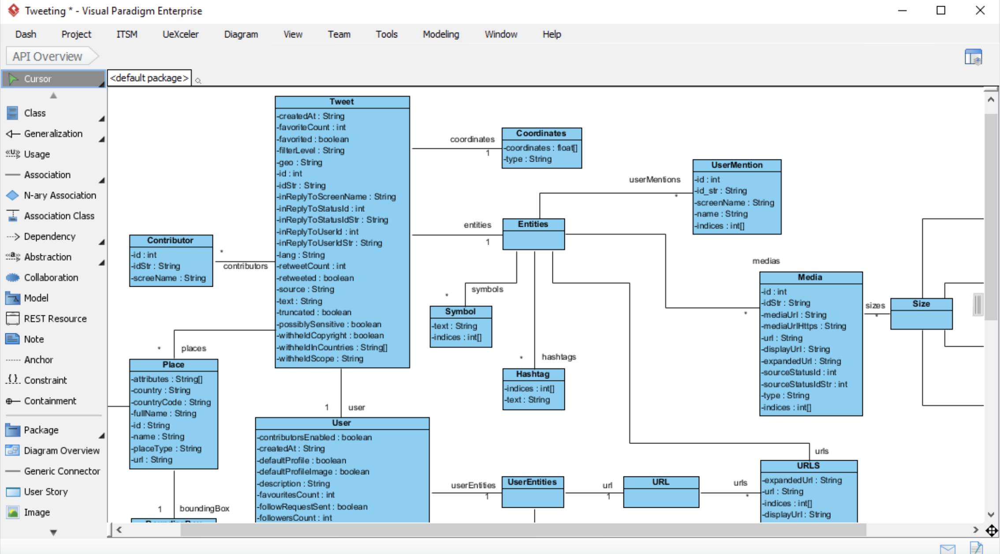 Tweeting * - Visual Paradigm Enterprise
Dash Project ITSM UeXceler Diagram View Team Tools Modeling Window Help
API Overview
Cursor
Class
Generalization
«U» Usage
Association
N-ary Association
Association Class
Dependency
«a» Abstraction
Collaboration
Model
REST Resource
Note
Anchor
{} Constraint
Containment
Package
Diagram Overview
Generic Connector
User Story
Image
<default package>
Tweet
-createdAt : String
-favoriteCount : int
-favorited : boolean
-filterLevel : String
-geo : String
-id : int
-idStr : String
-inReplyToScreenName : String
-inReplyToStatusId : int
-inReplyToStatusIdStr : String
-inReplyToUserId : int
-inReplyToUserIdStr : String
-lang : String
-retweetCount : int
-retweeted : boolean
-source : String
-text : String
-truncated : boolean
-possiblySensitive : boolean
-withheldCopyright : boolean
-withheldInCountries : String[]
-withheldScope : String
coordinates
1
Coordinates
-coordinates : float[]
-type : String
userMentions
*
UserMention
-id : int
-id_str : String
-screenName : String
-name : String
-indices : int[]
entities
1
Entities
Contributor
-id : int
-idStr : String
-screeName : String
*
contributors
medias
*
Media
-id : int
-idStr : String
-mediaUrl : String
-mediaUrlHttps : String
-url : String
-displayUrl : String
-expandedUrl : String
-sourceStatusId : int
-sourceStatusIdStr : int
-type : String
-indices : int[]
sizes
*
Size
symbols
*
Symbol
-text : String
-indices : int[]
* hashtags
Hashtag
-indices : int[]
-text : String
* places
Place
-attributes : String[]
-country : String
-countryCode : String
-fullName : String
-id : String
-name : String
-placeType : String
-url : String
1 boundingBox
BoundingBox
1 user
User
-contributorsEnabled : boolean
-createdAt : String
-defaultProfile : boolean
-defaultProfileImage : boolean
-description : String
-favouritesCount : int
-followRequestSent : boolean
-followersCount : int
userEntities
1
UserEntities
url
1
URL
urls
*
urls
URLS
-expandedUrl : String
-url : String
-indices : int[]
-displayUrl : String